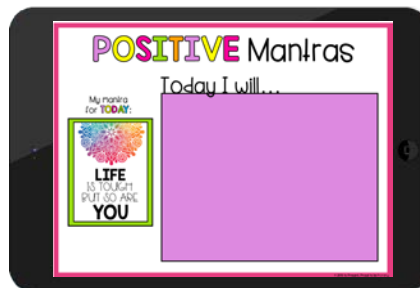 POSITIVE Mantras
Today I will...
My mantra
for TODAY:
LIFE
IS TOUGH
BUT SO ARE
YOU